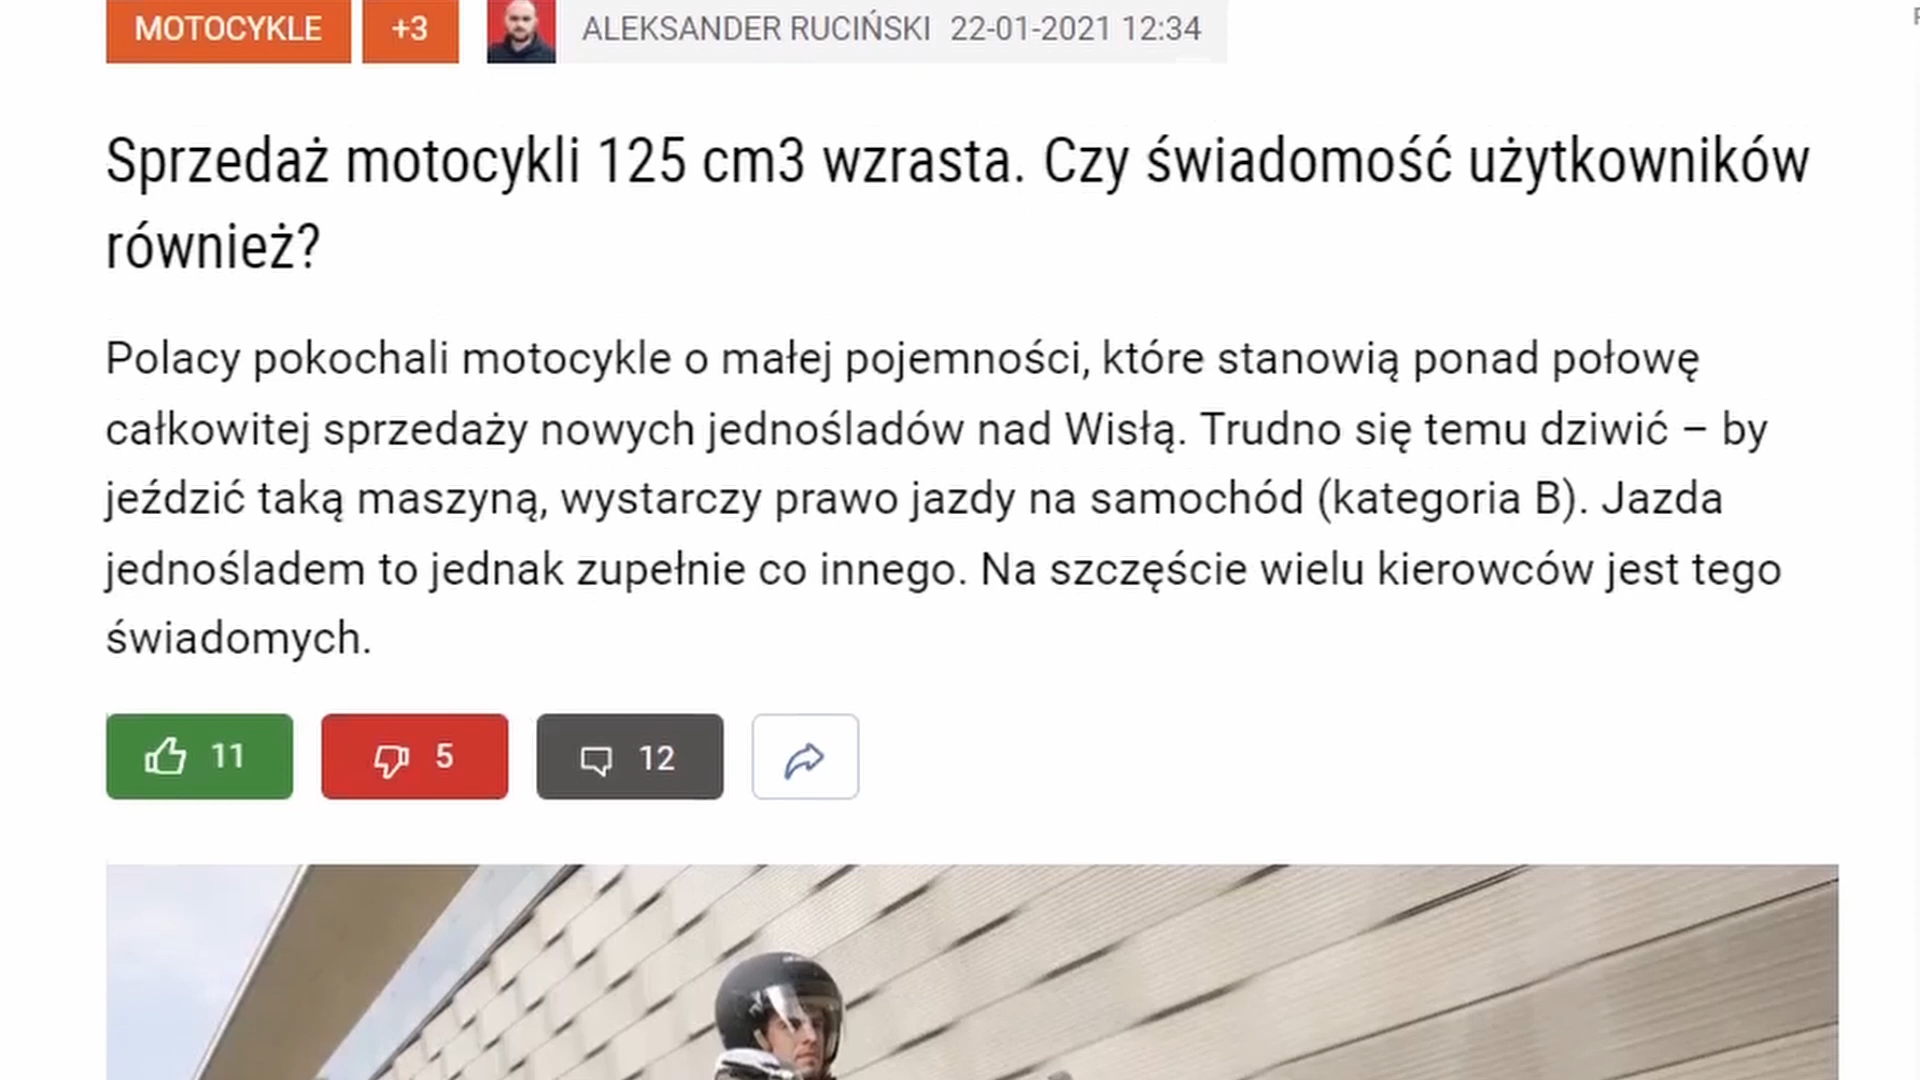 MOTOCYKLE +3 ALEKSANDER RUCIŃSKI 22-01-2021 12:34
Sprzedaż motocykli 125 cm3 wzrasta. Czy świadomość użytkowników
również?
Polacy pokochali motocykle o małej pojemności, które stanowią ponad połowę
całkowitej sprzedaży nowych jednośladów nad Wisłą. Trudno się temu dziwić – by
jeździć taką maszyną, wystarczy prawo jazdy na samochód (kategoria B). Jazda
jednośladem to jednak zupełnie co innego. Na szczęście wielu kierowców jest tego
świadomych.
11 5 12